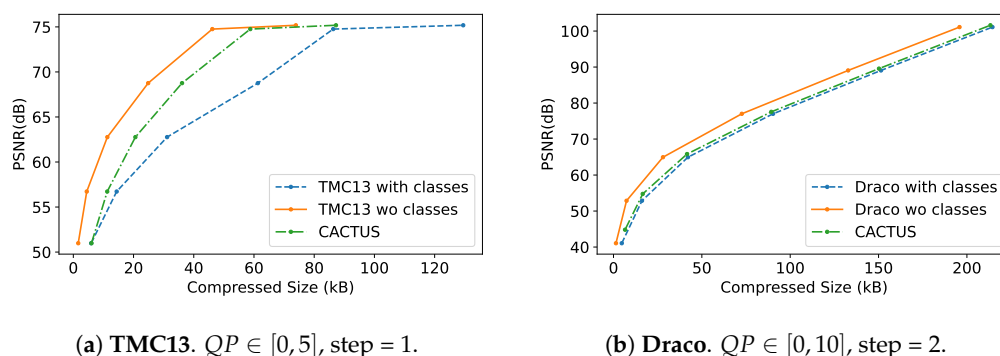 75
70
65
60
55
50
PSNR(dB)
0 20 40 60 80 100 120
Compressed Size (kB)
TMC13 with classes
TMC13 wo classes
CACTUS
(a) TMC13. QP ∈ [0, 5], step = 1.
100
90
80
70
60
50
40
PSNR(dB)
0 50 100 150 200
Compressed Size (kB)
Draco with classes
Draco wo classes
CACTUS
(b) Draco. QP ∈ [0, 10], step = 2.